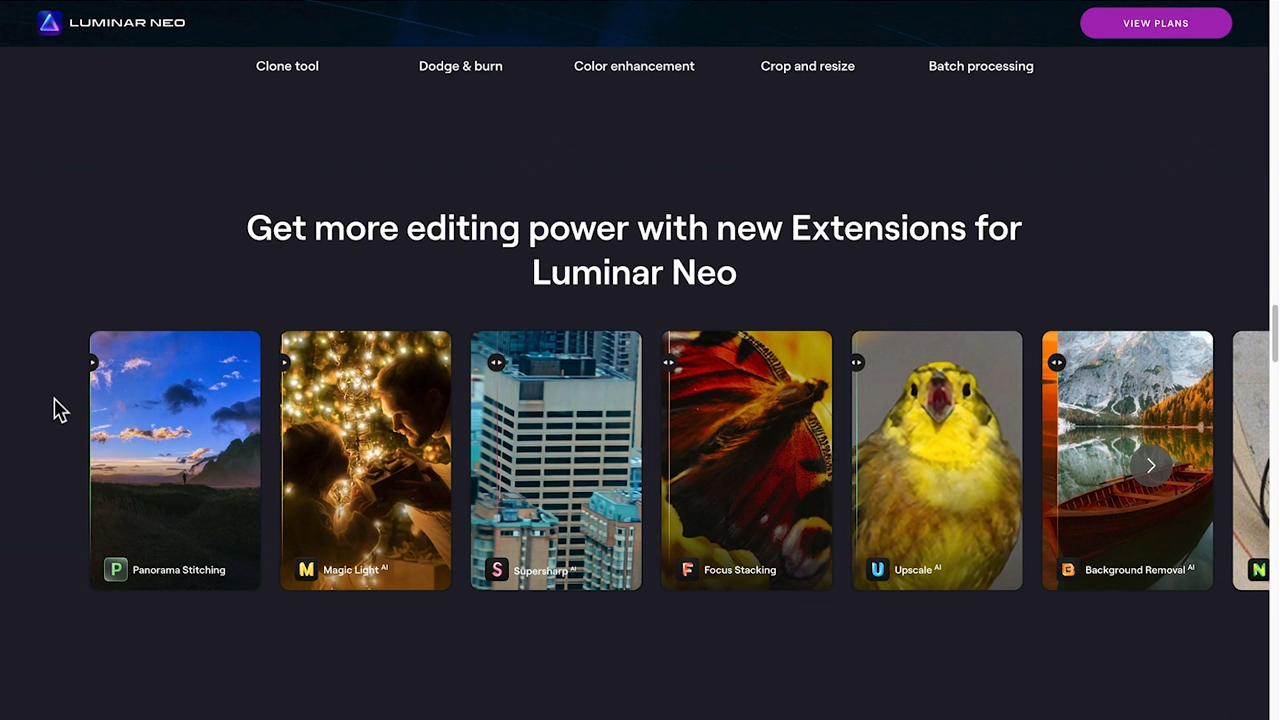 LUMINAR NEO
VIEW PLANS
Clone tool
Dodge & burn
Color enhancement
Crop and resize
Batch processing
Get more editing power with new Extensions for
Luminar Neo
P Panorama Stitching
M Magic Light AI
S Supersharp AI
F Focus Stacking
U Upscale AI
B Background Removal AI
N